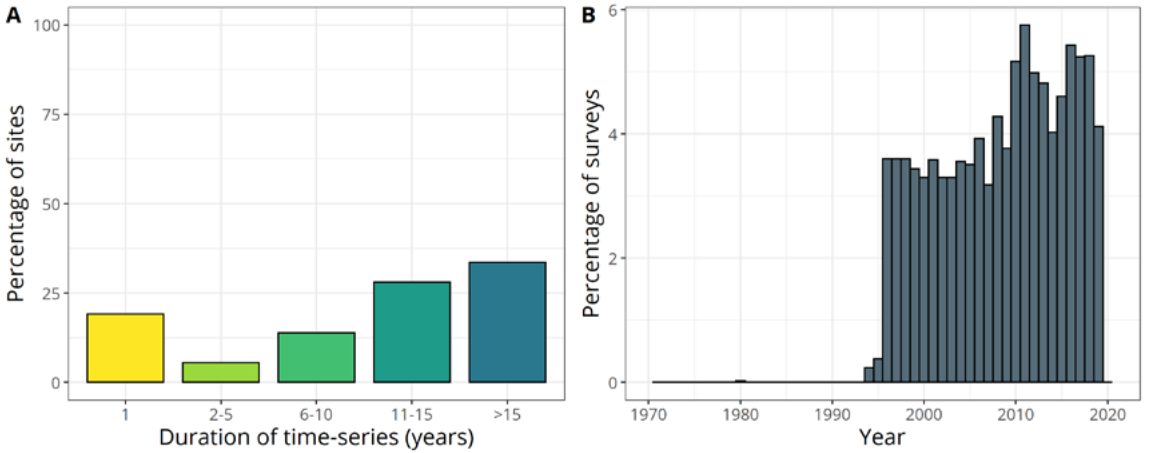 A
Percentage of sites
100
75
50
25
0
1 2-5 6-10 11-15 >15
Duration of time-series (years)
B
Percentage of surveys
6
4
2
0
1970 1980 1990 2000 2010 2020
Year